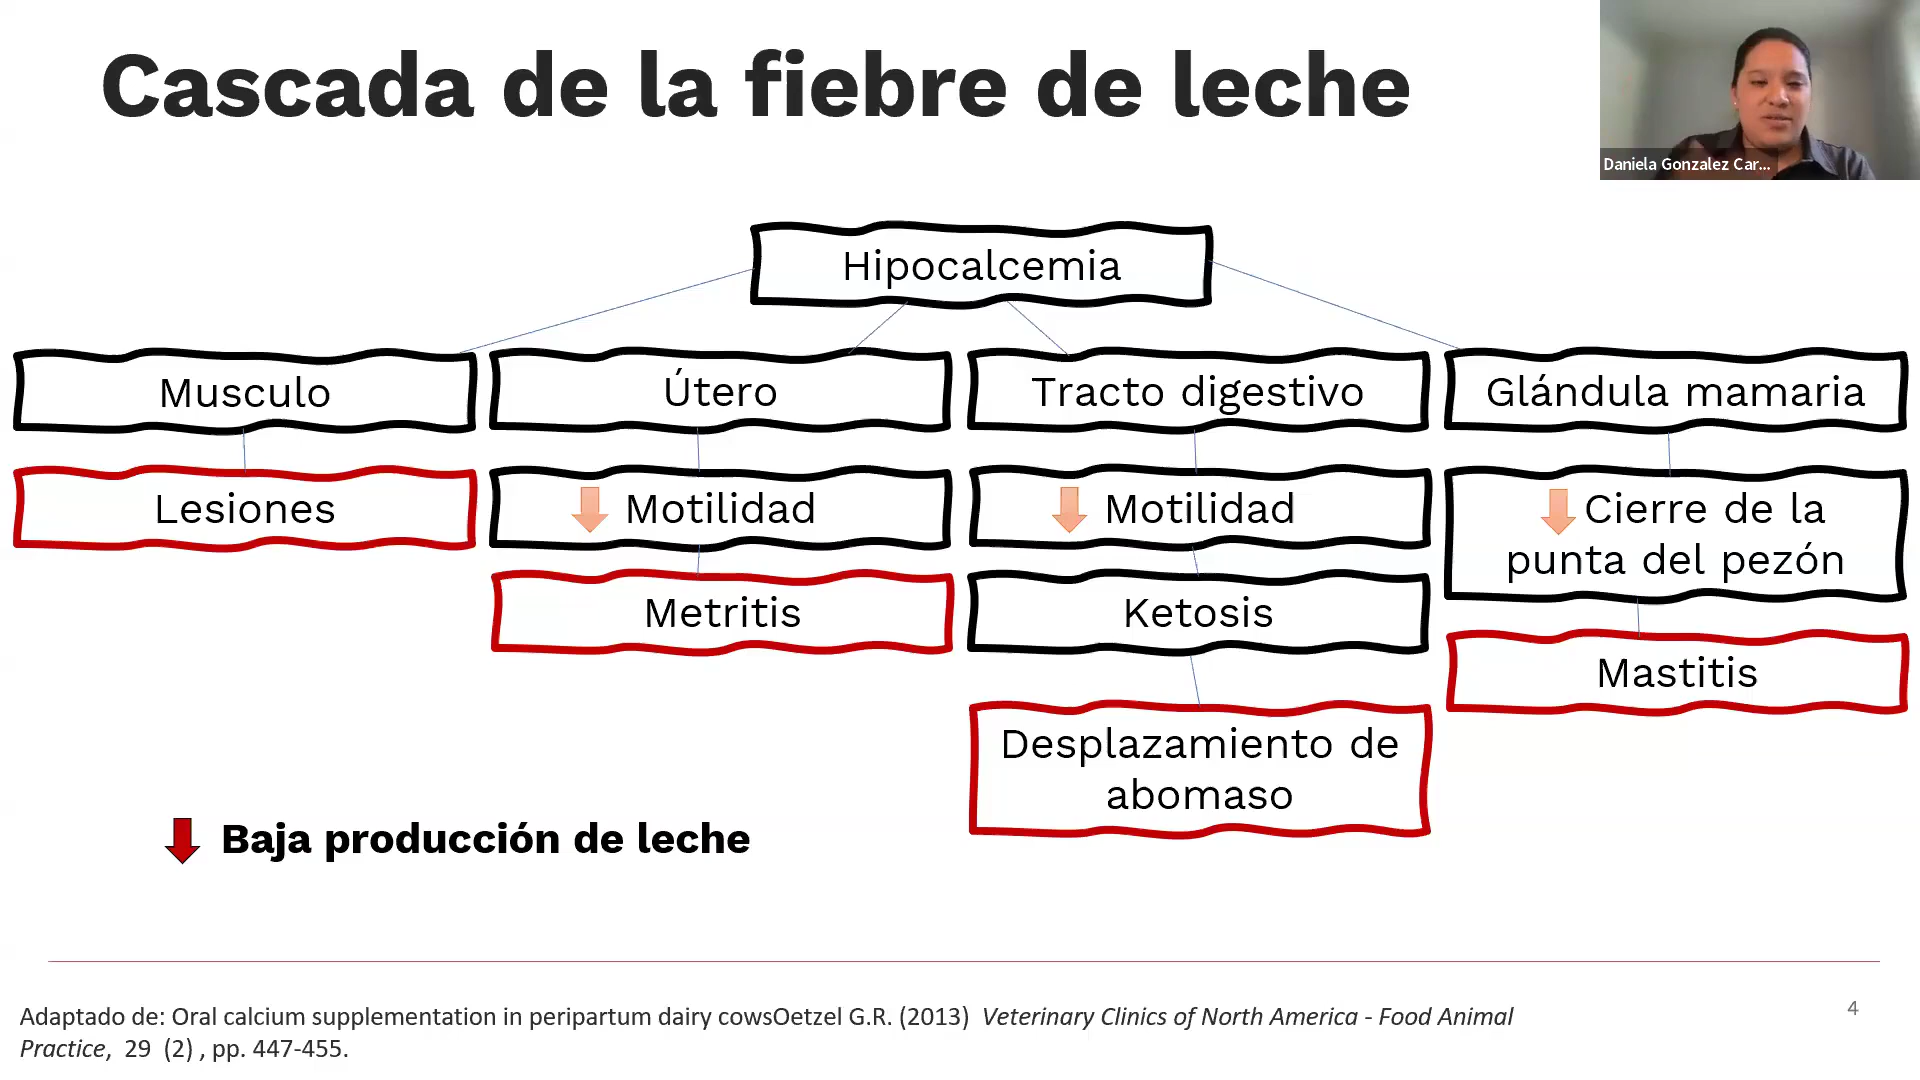 Cascada de la fiebre de leche
Daniela Gonzalez Car...
Hipocalcemia
Musculo
Útero
Tracto digestivo
Glándula mamaria
Lesiones
Motilidad
Motilidad
Cierre de la
punta del pezón
Metritis
Ketosis
Mastitis
Desplazamiento de
abomaso
Baja producción de leche
Adaptado de: Oral calcium supplementation in peripartum dairy cowsOetzel G.R. (2013) Veterinary Clinics of North America - Food Animal
Practice, 29 (2) , pp. 447-455.
4